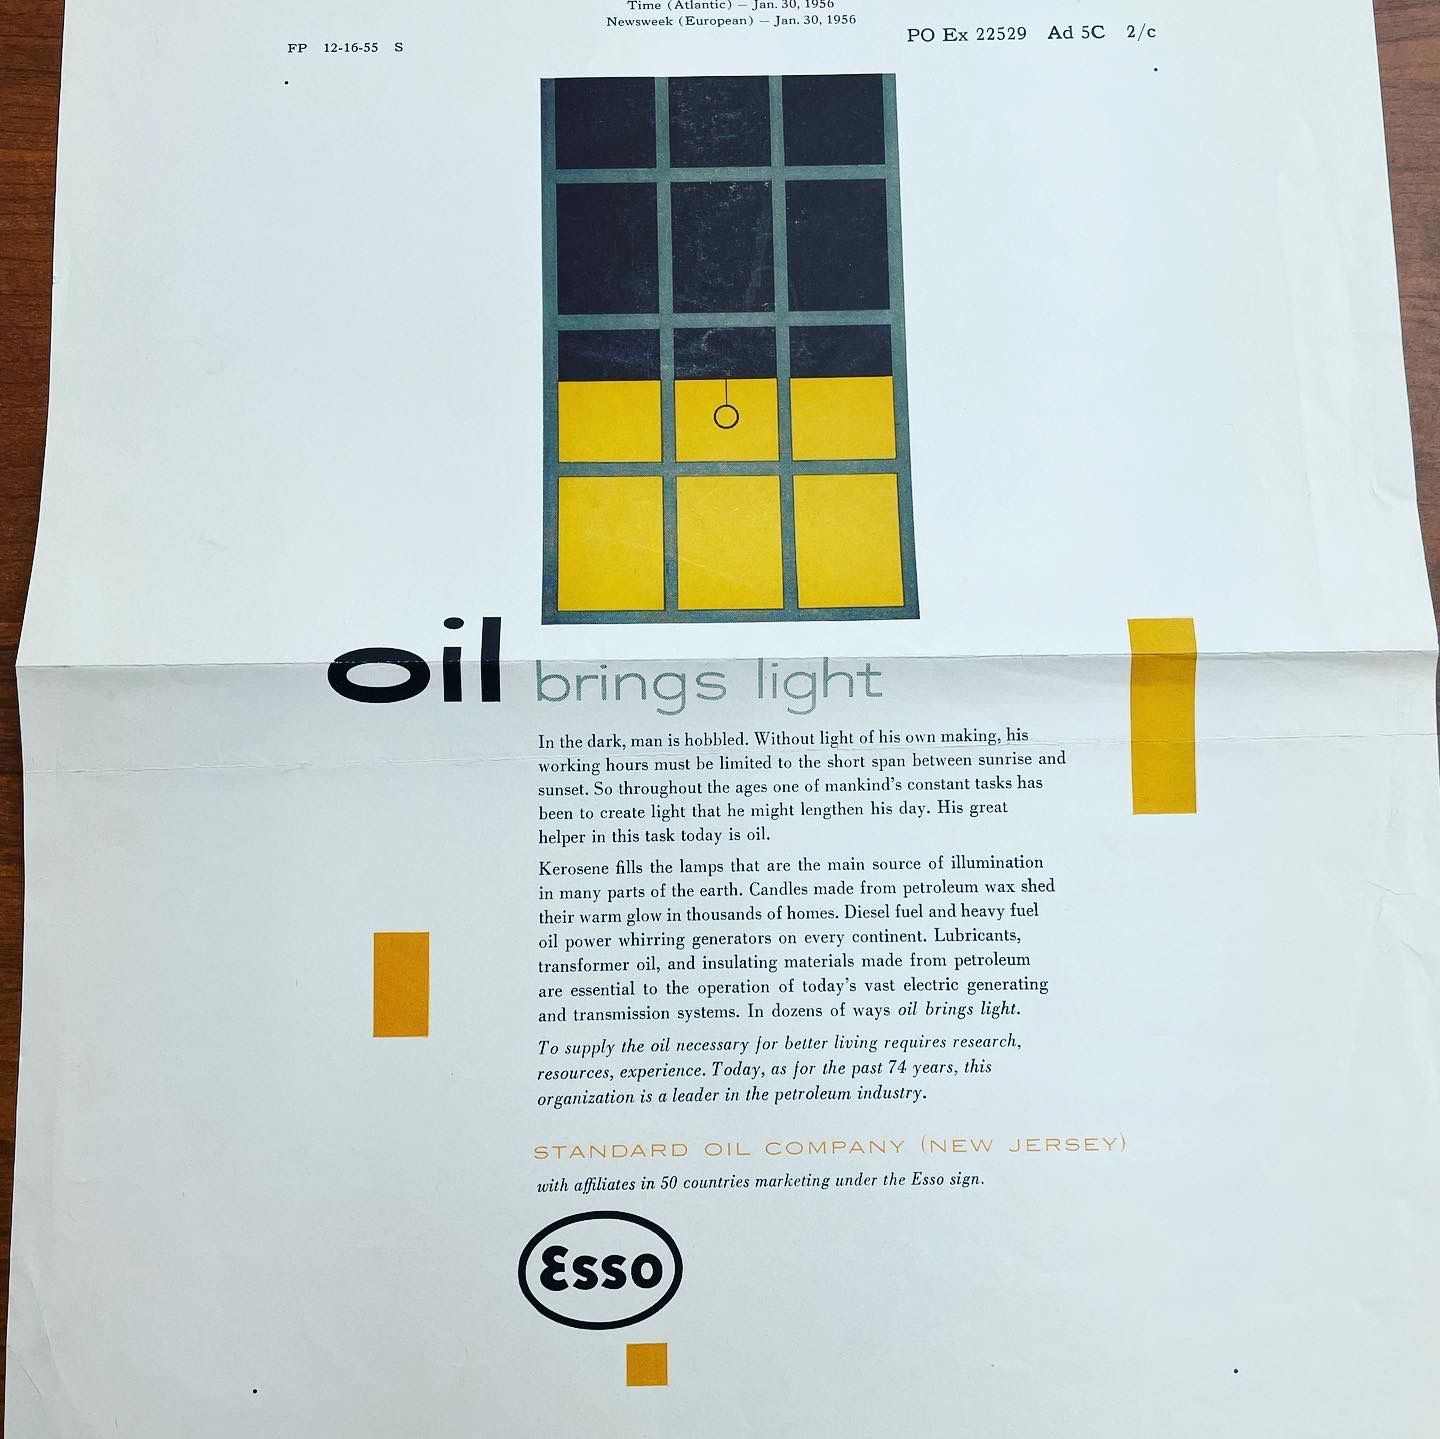 Time (Atlantic) — Jan. 30, 1956
Newsweek (European) — Jan. 30, 1956
FP 12-16-55 S
PO Ex 22529 Ad 5C 2/c
oil brings light
In the dark, man is hobbled. Without light of his own making, his
working hours must be limited to the short span between sunrise and
sunset. So throughout the ages one of mankind's constant tasks has
been to create light that he might lengthen his day. His great
helper in this task today is oil.
Kerosene fills the lamps that are the main source of illumination
in many parts of the earth. Candles made from petroleum wax shed
their warm glow in thousands of homes. Diesel fuel and heavy fuel
oil power whirring generators on every continent. Lubricants,
transformer oil, and insulating materials made from petroleum
are essential to the operation of today's vast electric generating
and transmission systems. In dozens of ways oil brings light.
To supply the oil necessary for better living requires research,
resources, experience. Today, as for the past 74 years, this
organization is a leader in the petroleum industry.
STANDARD OIL COMPANY (NEW JERSEY)
with affiliates in 50 countries marketing under the Esso sign.
Esso